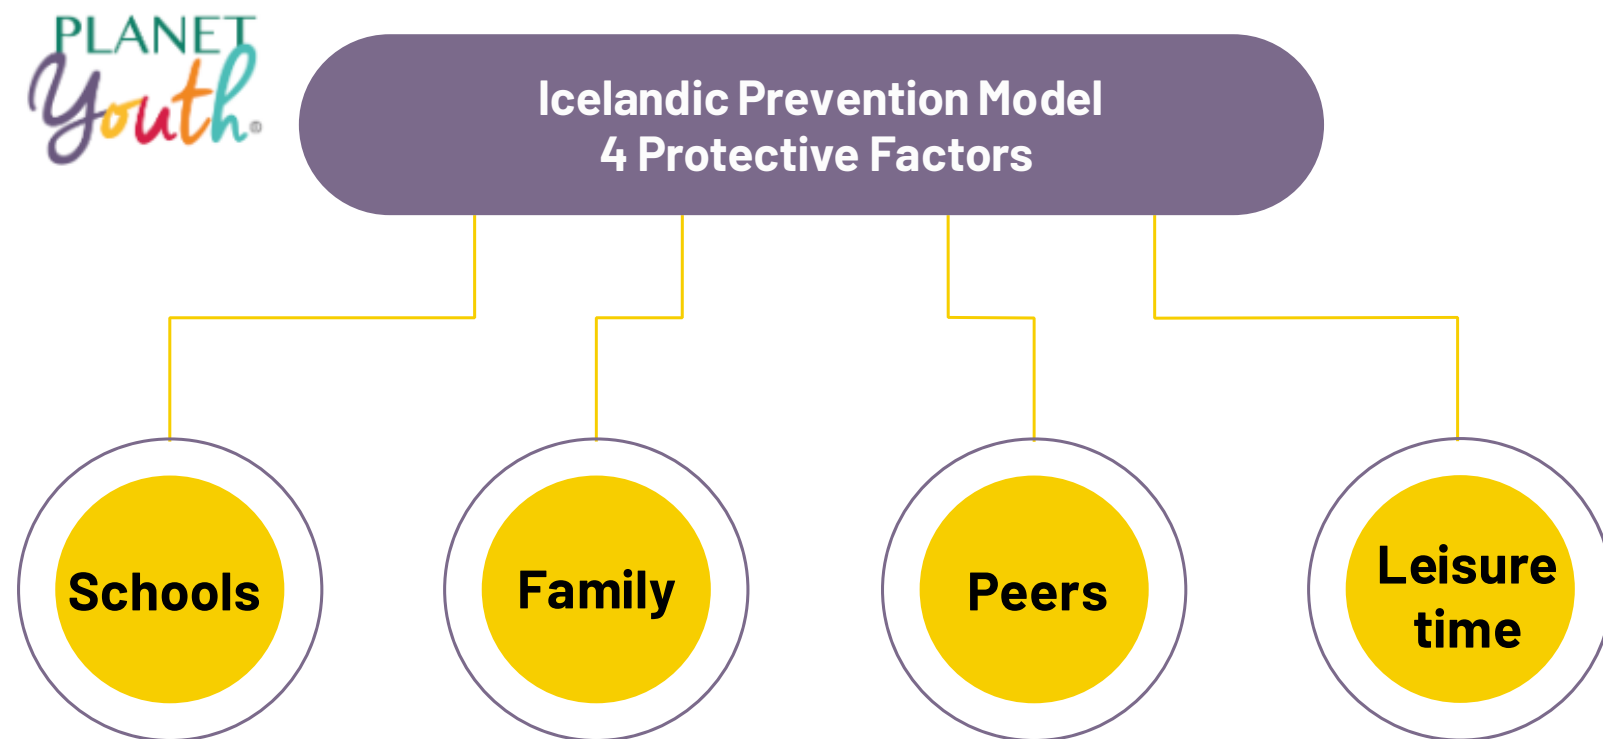 PLANET
Youth®
Icelandic Prevention Model
4 Protective Factors
Schools
Family
Peers
Leisure
time